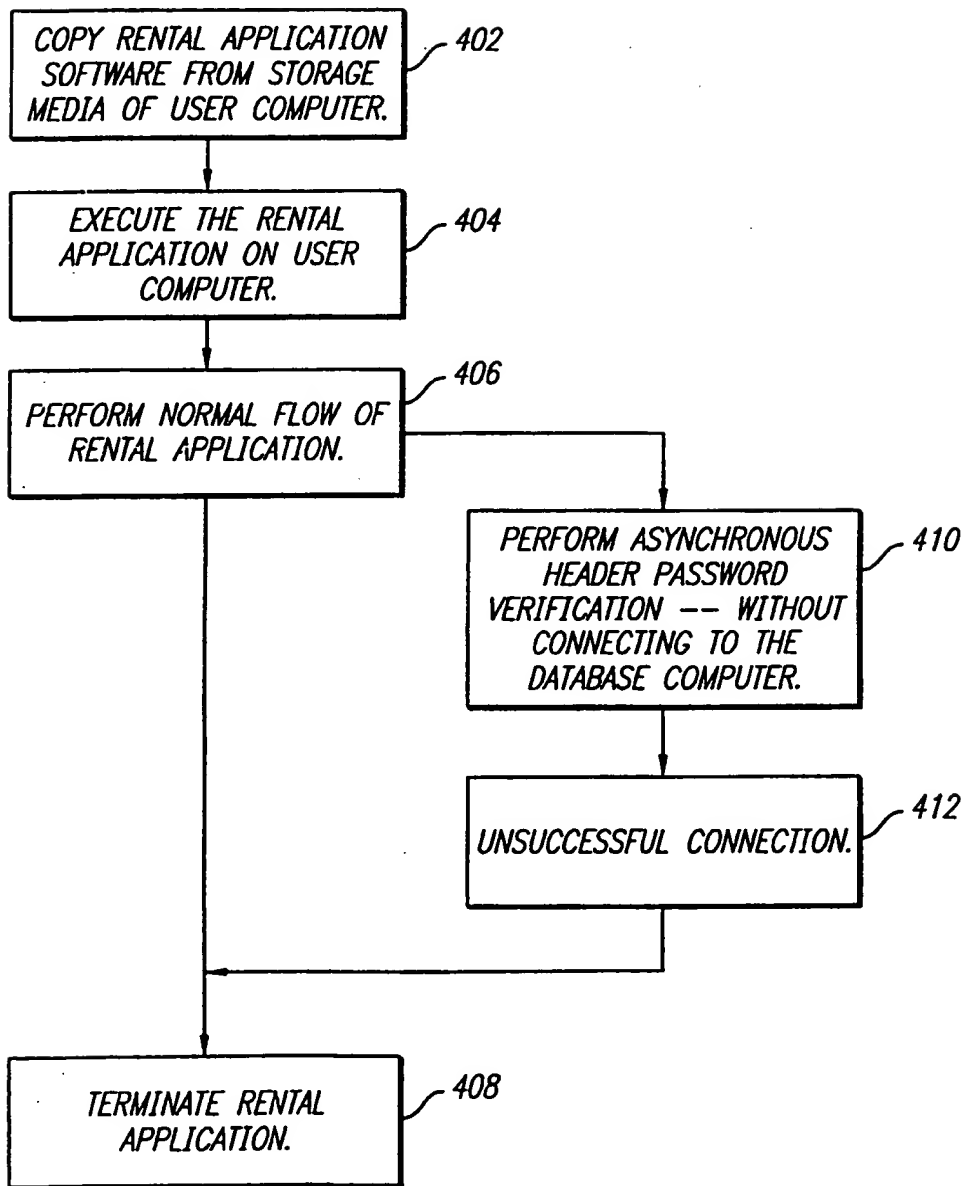 COPY RENTAL APPLICATION
SOFTWARE FROM STORAGE
MEDIA OF USER COMPUTER.
402
EXECUTE THE RENTAL
APPLICATION ON USER
COMPUTER.
404
PERFORM NORMAL FLOW OF
RENTAL APPLICATION.
406
PERFORM ASYNCHRONOUS
HEADER PASSWORD
VERIFICATION -- WITHOUT
CONNECTING TO THE
DATABASE COMPUTER.
410
UNSUCCESSFUL CONNECTION.
412
TERMINATE RENTAL
APPLICATION.
408